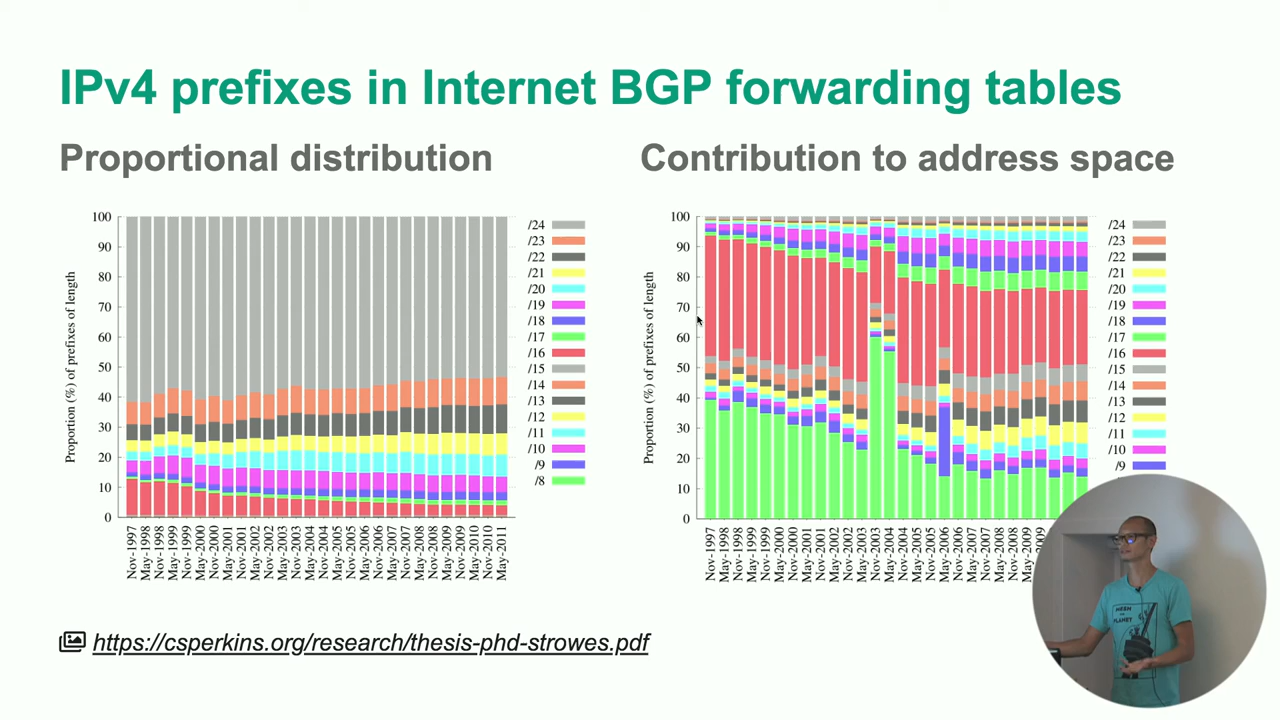 IPv4 prefixes in Internet BGP forwarding tables
Proportional distribution
Proportion (%) of prefixes of length
100
90
80
70
60
50
40
30
20
10
0
Nov-1997
May-1998
Nov-1998
May-1999
Nov-1999
May-2000
Nov-2000
May-2001
Nov-2001
May-2002
Nov-2002
May-2003
Nov-2003
May-2004
Nov-2004
May-2005
Nov-2005
May-2006
Nov-2006
May-2007
Nov-2007
May-2008
Nov-2008
May-2009
Nov-2009
May-2010
Nov-2010
May-2011
/24
/23
/22
/21
/20
/19
/18
/17
/16
/15
/14
/13
/12
/11
/10
/9
/8
Contribution to address space
Proportion (%) of prefixes of length
100
90
80
70
60
50
40
30
20
10
0
Nov-1997
May-1998
Nov-1998
May-1999
Nov-1999
May-2000
Nov-2000
May-2001
Nov-2001
May-2002
Nov-2002
May-2003
Nov-2003
May-2004
Nov-2004
May-2005
Nov-2005
May-2006
Nov-2006
May-2007
Nov-2007
May-2008
Nov-2008
May-2009
/24
/23
/22
/21
/20
/19
/18
/17
/16
/15
/14
/13
/12
/11
/10
/9
https://csperkins.org/research/thesis-phd-strowes.pdf
PLANET